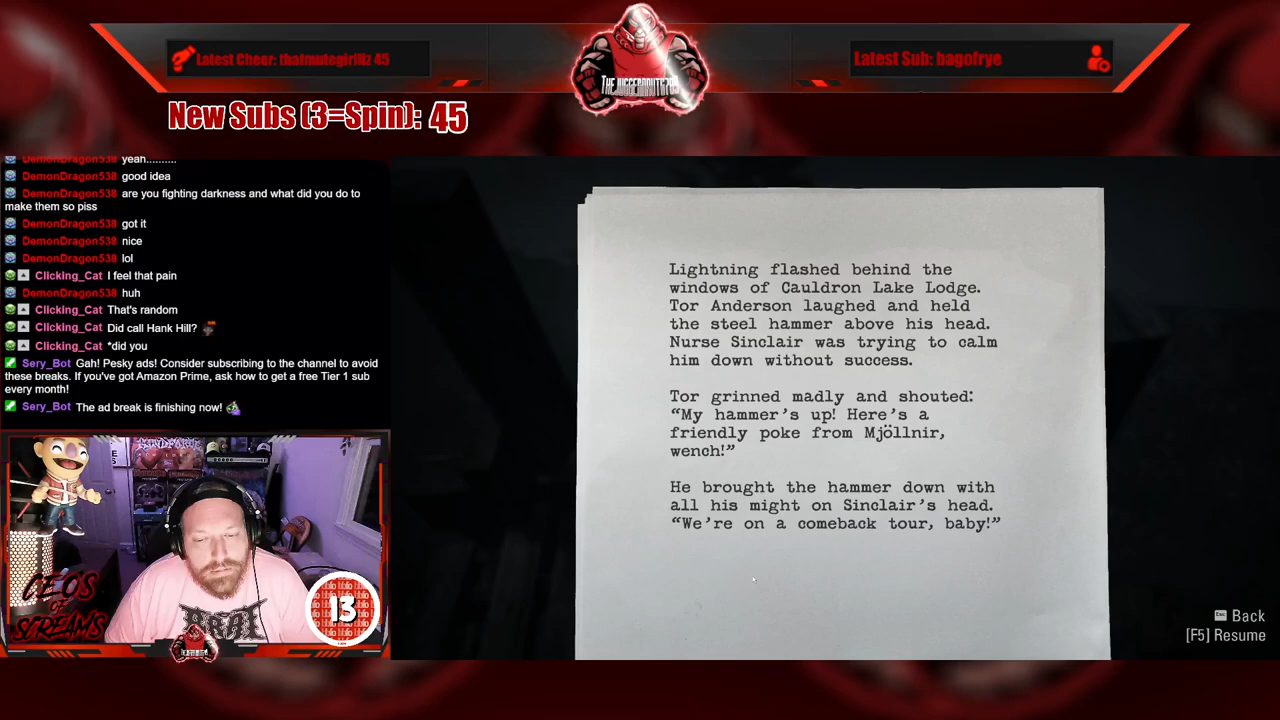 Latest Cheer: thatmutegirlliz 45
Latest Sub: bagofrye
THEJUGGERNAUT6789
New Subs (3=Spin): 45
DemonDragon538 yeah..........
DemonDragon538 good idea
DemonDragon538 are you fighting darkness and what did you do to
make them so piss
DemonDragon538 got it
DemonDragon538 nice
DemonDragon538 lol
Clicking_Cat I feel that pain
DemonDragon538 huh
Clicking_Cat That's random
Clicking_Cat Did call Hank Hill?
Clicking_Cat *did you
Sery_Bot Gah! Pesky ads! Consider subscribing to the channel to avoid
these breaks. If you've got Amazon Prime, ask how to get a free Tier 1 sub
every month!
Sery_Bot The ad break is finishing now!
CEOS
OF
SCREAMS
13
Lightning flashed behind the
windows of Cauldron Lake Lodge.
Tor Anderson laughed and held
the steel hammer above his head.
Nurse Sinclair was trying to calm
him down without success.
Tor grinned madly and shouted:
“My hammer’s up! Here’s a
friendly poke from Mjöllnir,
wench!”
He brought the hammer down with
all his might on Sinclair’s head.
“We’re on a comeback tour, baby!”
Back
[F5] Resume